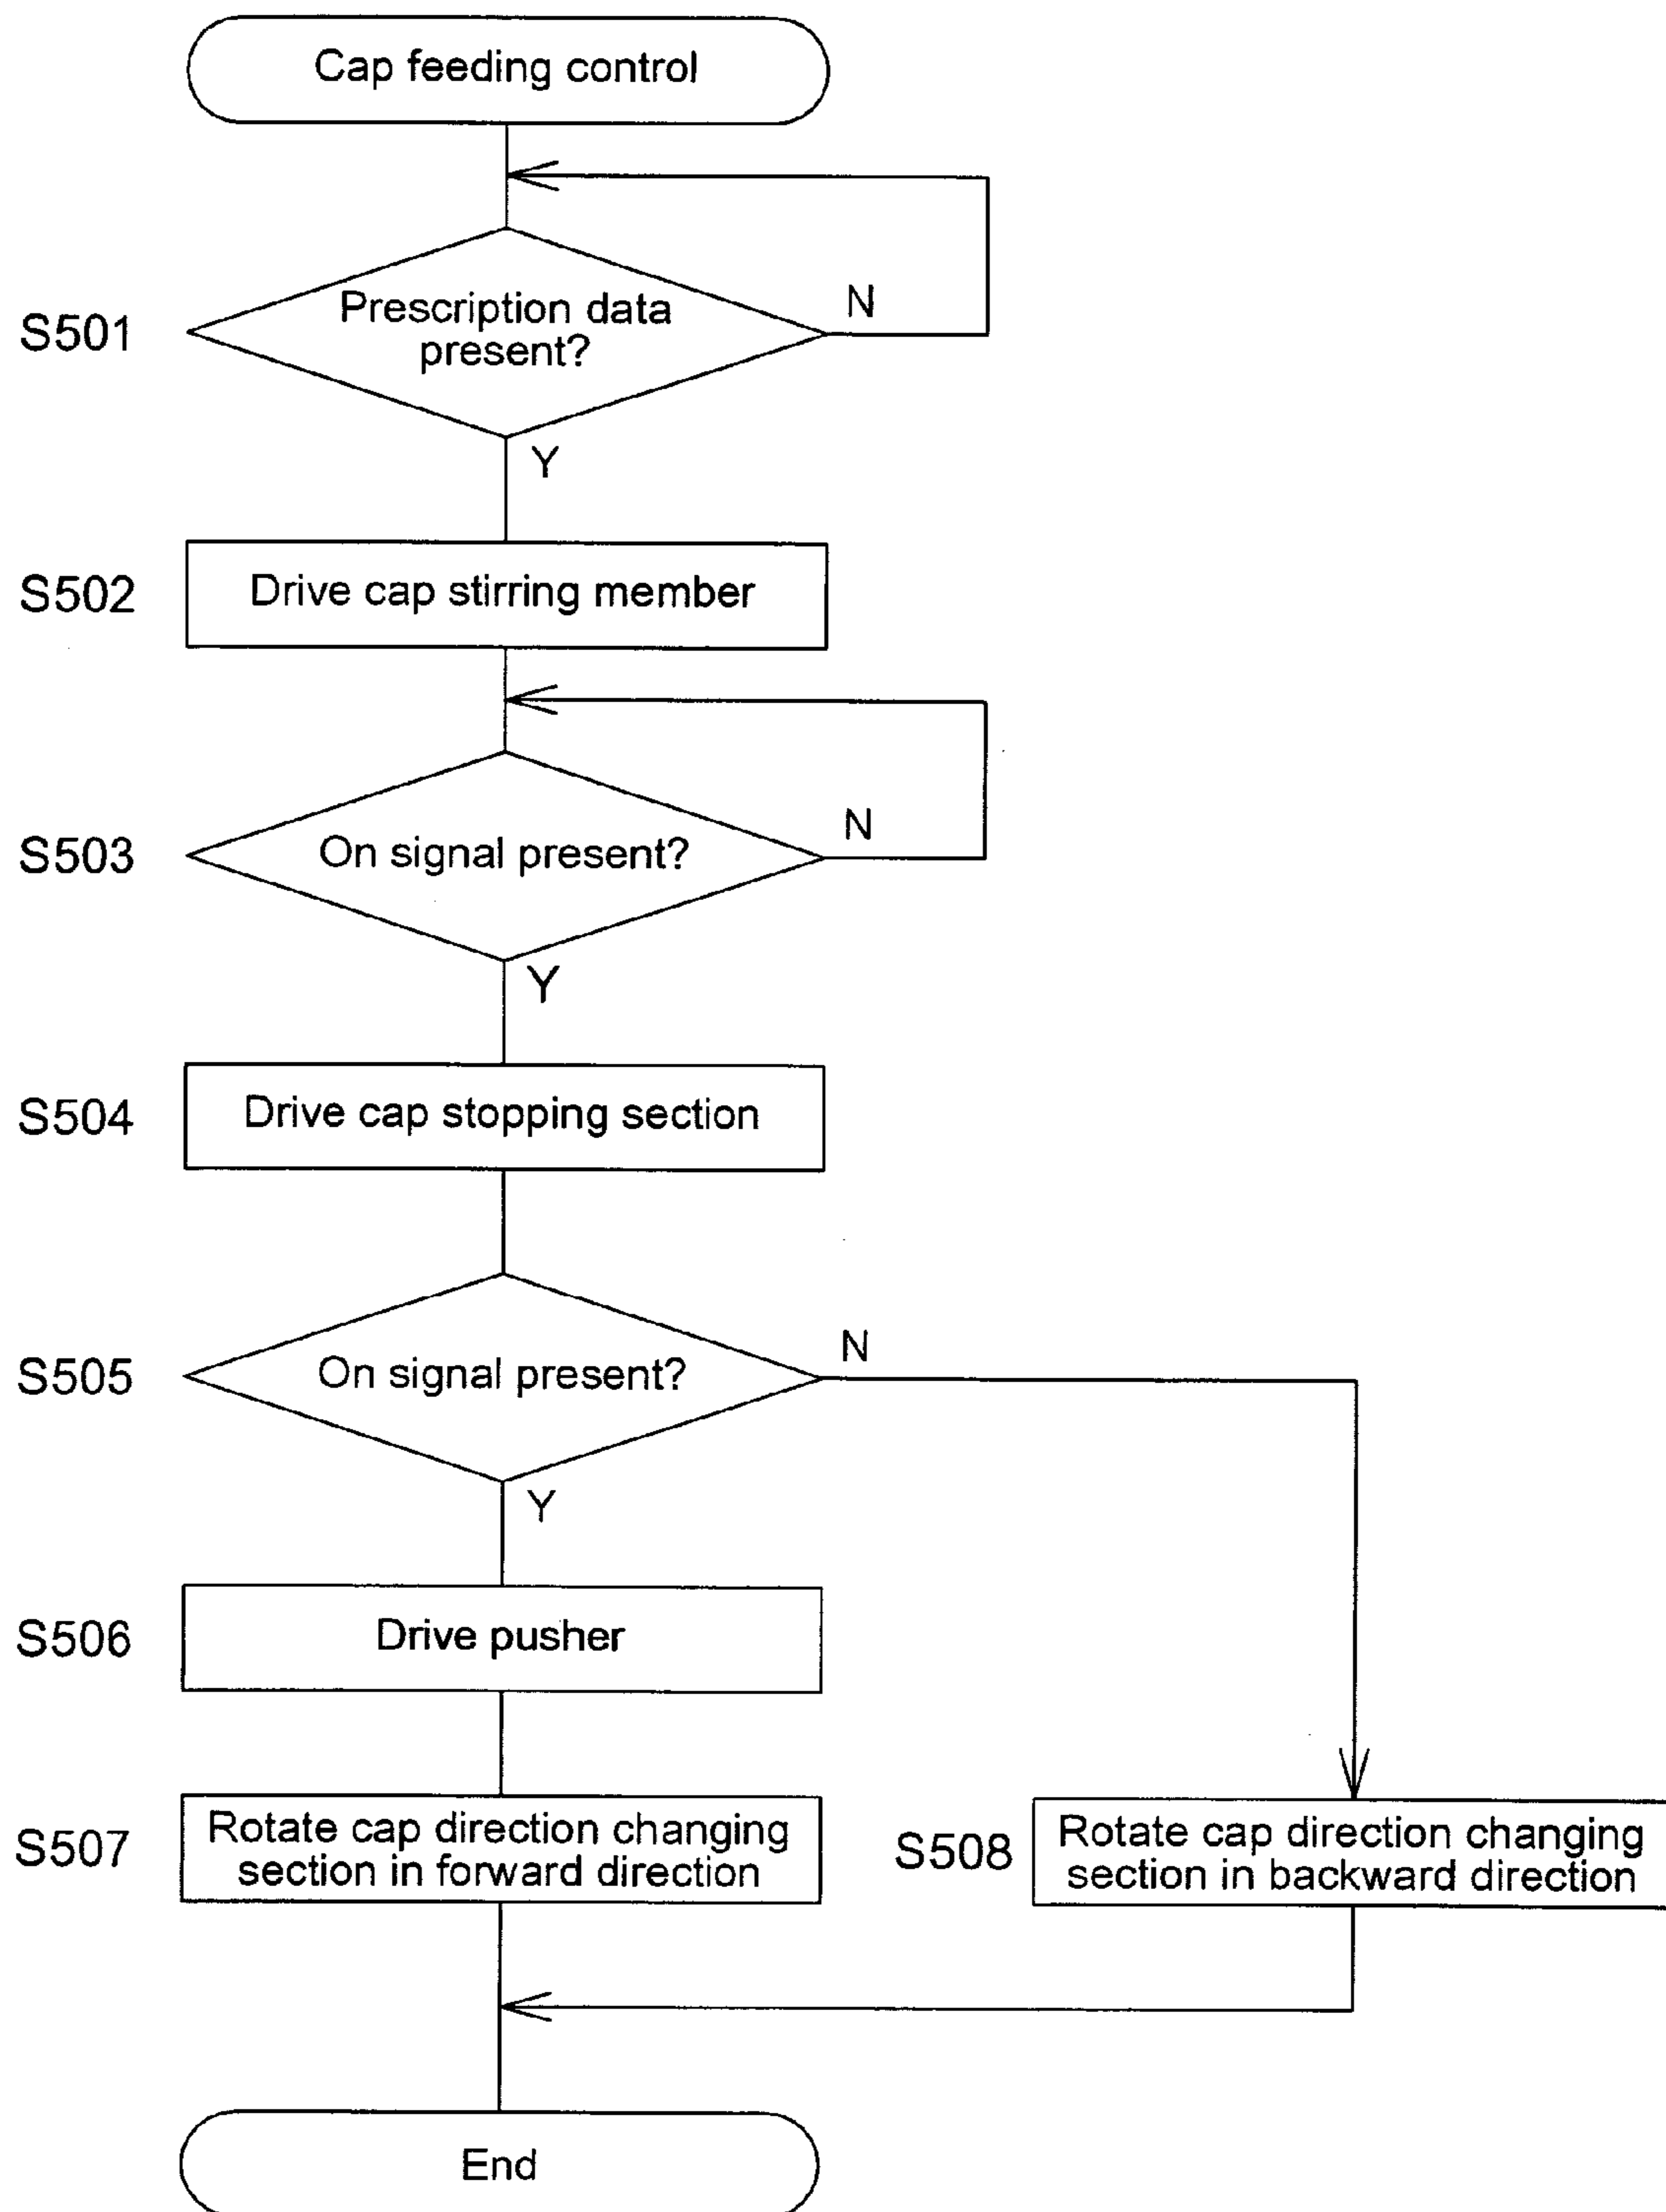 Cap feeding control
S501
Prescription data
present?
N
Y
S502
Drive cap stirring member
S503
On signal present?
N
Y
S504
Drive cap stopping section
S505
On signal present?
N
Y
S506
Drive pusher
S507
Rotate cap direction changing
section in forward direction
S508
Rotate cap direction changing
section in backward direction
End